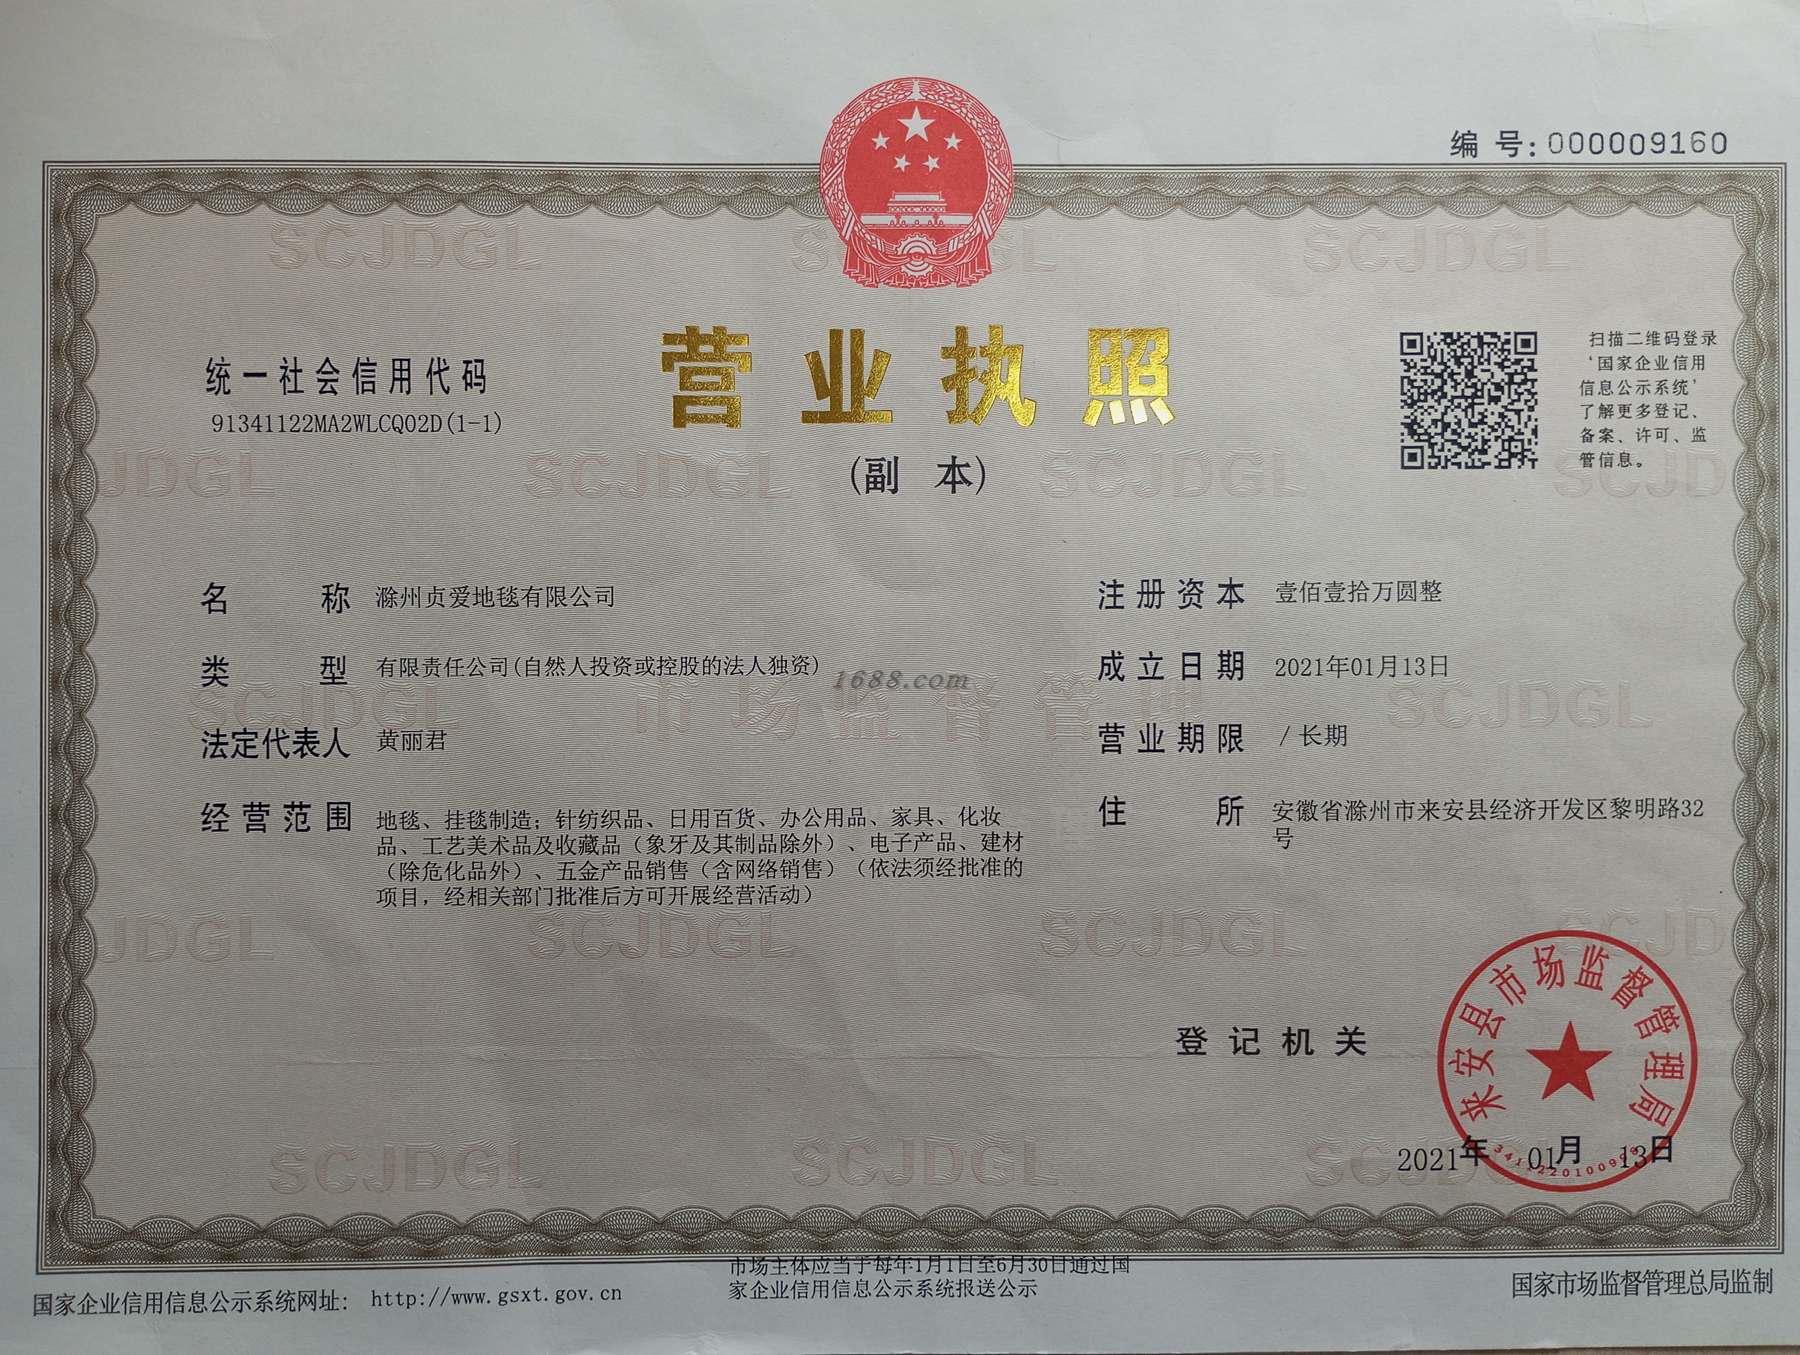 编 号:000009160
统一社会信用代码
91341122MA2WLCQ02D(1-1)
营业执照
(副 本)
扫描二维码登录
‘国家企业信用
信息公示系统’
了解更多登记、
备案、许可、监
管信息。
名 称 滁州贞爱地毯有限公司
类 型 有限责任公司(自然人投资或控股的法人独资)
法定代表人 黄丽君
经营范围 地毯、挂毯制造；针纺织品、日用百货、办公用品、家具、化妆
品、工艺美术品及收藏品（象牙及其制品除外）、电子产品、建材
（除危化品外）、五金产品销售（含网络销售）（依法须经批准的
项目，经相关部门批准后方可开展经营活动）
注册资本 壹佰壹拾万圆整
成立日期 2021年01月13日
营业期限 /长期
住 所 安徽省滁州市来安县经济开发区黎明路32
号
1688.com
SCJDGL
市场监督管理
登记机关
来安县市场监督管理局
2021年 01月 13日
国家企业信用信息公示系统网址: http://www.gsxt.gov.cn
市场主体应当于每年1月1日至6月30日通过国
家企业信用信息公示系统报送公示
国家市场监督管理总局监制